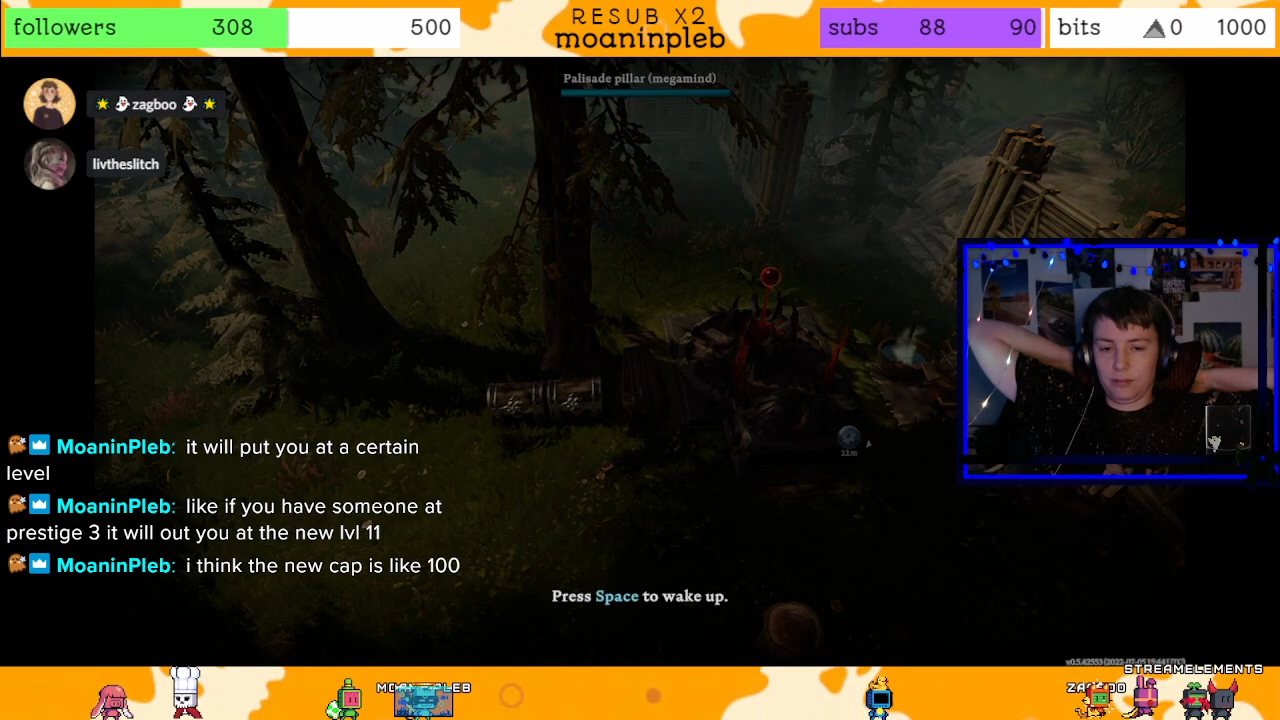 followers 308 500
RESUB X2
moaninpleb
subs 88 90
bits 0 1000
Palisade pillar (megamind)
zagboo
livtheslitch
11m
MoaninPleb: it will put you at a certain
level
MoaninPleb: like if you have someone at
prestige 3 it will out you at the new lvl 11
MoaninPleb: i think the new cap is like 100
Press Space to wake up.
STREAMELEMENTS